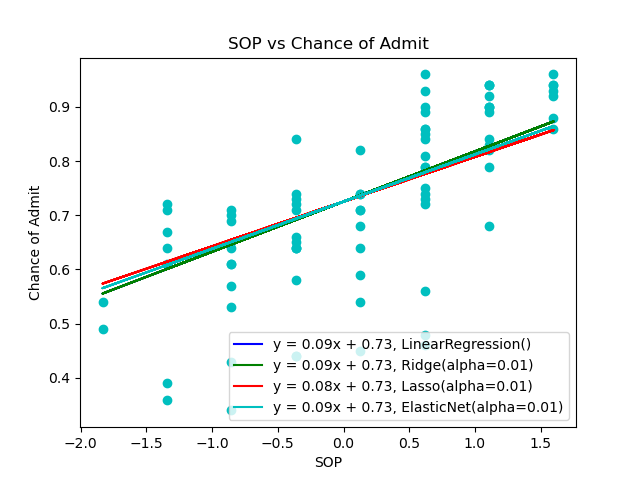 SOP vs Chance of Admit
Chance of Admit
0.9
0.8
0.7
0.6
0.5
0.4
y = 0.09x + 0.73, LinearRegression()
y = 0.09x + 0.73, Ridge(alpha=0.01)
y = 0.08x + 0.73, Lasso(alpha=0.01)
y = 0.09x + 0.73, ElasticNet(alpha=0.01)
−2.0 −1.5 −1.0 −0.5 0.0 0.5 1.0 1.5
SOP